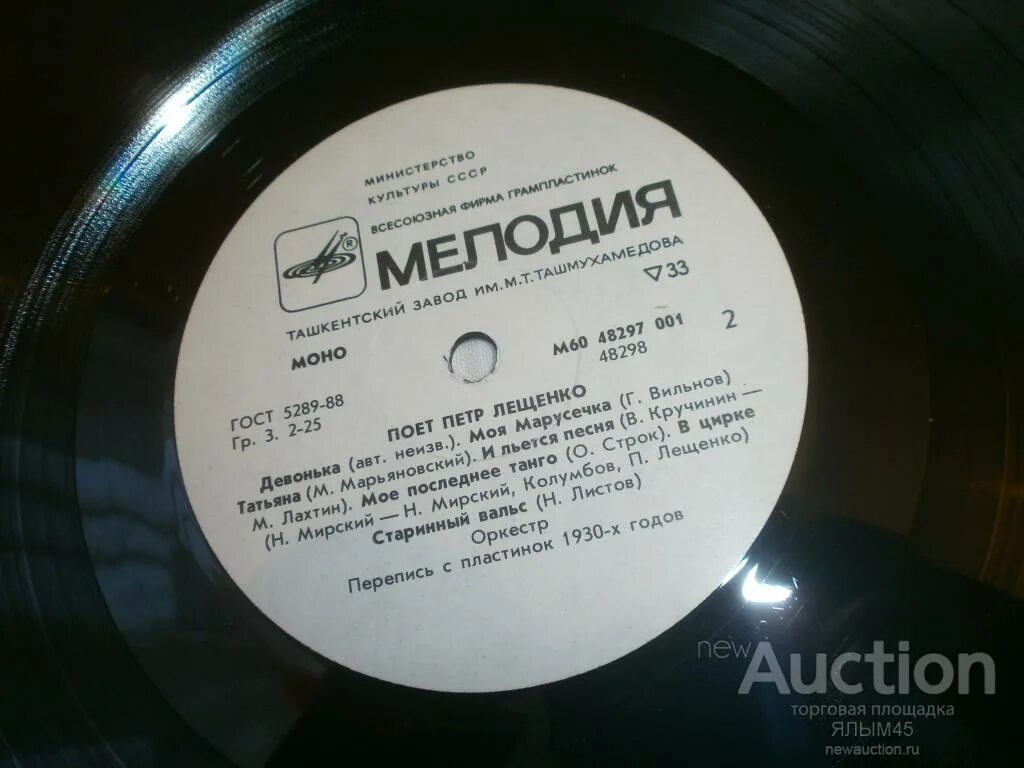 МИНИСТЕРСТВО
КУЛЬТУРЫ СССР
ВСЕСОЮЗНАЯ ФИРМА ГРАМПЛАСТИНОК
® МЕЛОДИЯ
ТАШКЕНТСКИЙ ЗАВОД ИМ.М.Т.ТАШМУХАМЕДОВА
▽33
МОНО
М60 48297 001
48298
2
ГОСТ 5289-88
Гр. 3. 2-25
ПОЕТ ПЕТР ЛЕЩЕНКО
Девонька (авт. неизв.). Моя Марусечка (Г. Вильнов)
Татьяна (М. Марьяновский). И льется песня (В. Кручинин —
М. Лахтин). Мое последнее танго (О. Строк). В цирке
(Н. Мирский — Н. Мирский, Колумбов, П. Лещенко)
Старинный вальс (Н. Листов)
Оркестр
Перепись с пластинок 1930-х годов
newAuction
торговая площадка
ЯЛЫМ45
newauction.ru